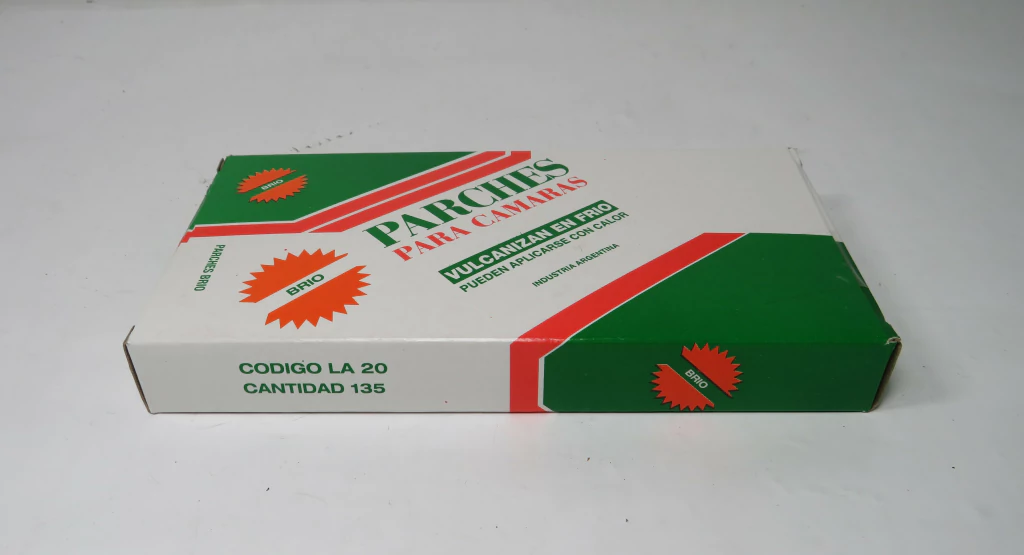 BRIO
PARCHES
PARA CAMARAS
VULCANIZAN EN FRIO
PUEDEN APLICARSE CON CALOR
INDUSTRIA ARGENTINA
PARCHES BRIO
BRIO
CODIGO LA 20
CANTIDAD 135
BRIO